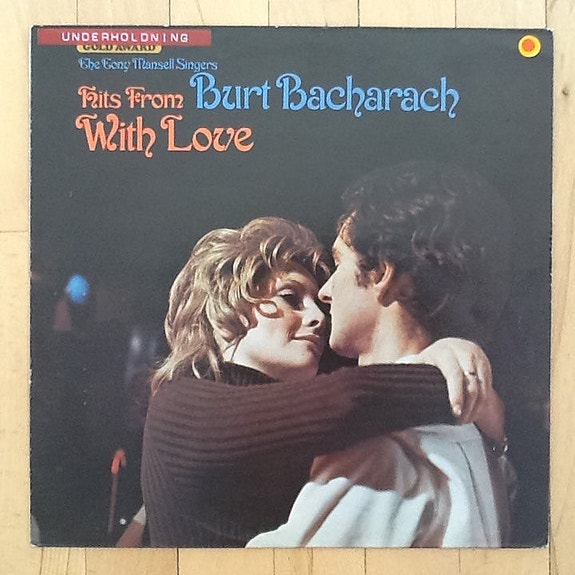 UNDERHOLDNING
GOLD AWARD
The Tony Mansell Singers
Hits From Burt Bacharach
With Love